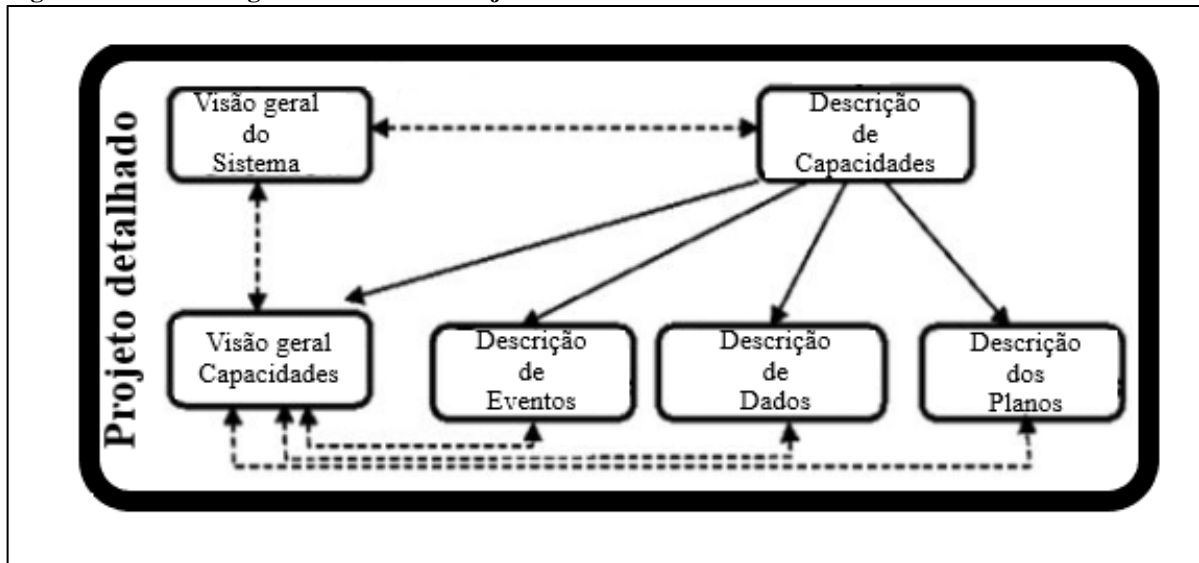 Projeto detalhado
Visão geral
do
Sistema
Descrição
de
Capacidades
Visão geral
Capacidades
Descrição
de
Eventos
Descrição
de
Dados
Descrição
dos
Planos